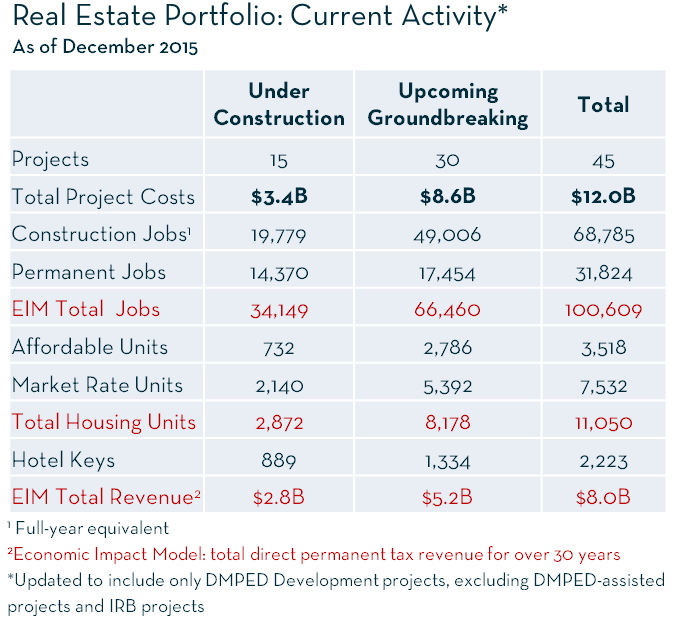 Real Estate Portfolio: Current Activity*
As of December 2015
Under Construction Upcoming Groundbreaking Total
Projects 15 30 45
Total Project Costs $3.4B $8.6B $12.0B
Construction Jobs¹ 19,779 49,006 68,785
Permanent Jobs 14,370 17,454 31,824
EIM Total Jobs 34,149 66,460 100,609
Affordable Units 732 2,786 3,518
Market Rate Units 2,140 5,392 7,532
Total Housing Units 2,872 8,178 11,050
Hotel Keys 889 1,334 2,223
EIM Total Revenue² $2.8B $5.2B $8.0B
¹ Full-year equivalent
²Economic Impact Model: total direct permanent tax revenue for over 30 years
*Updated to include only DMPED Development projects, excluding DMPED-assisted
projects and IRB projects